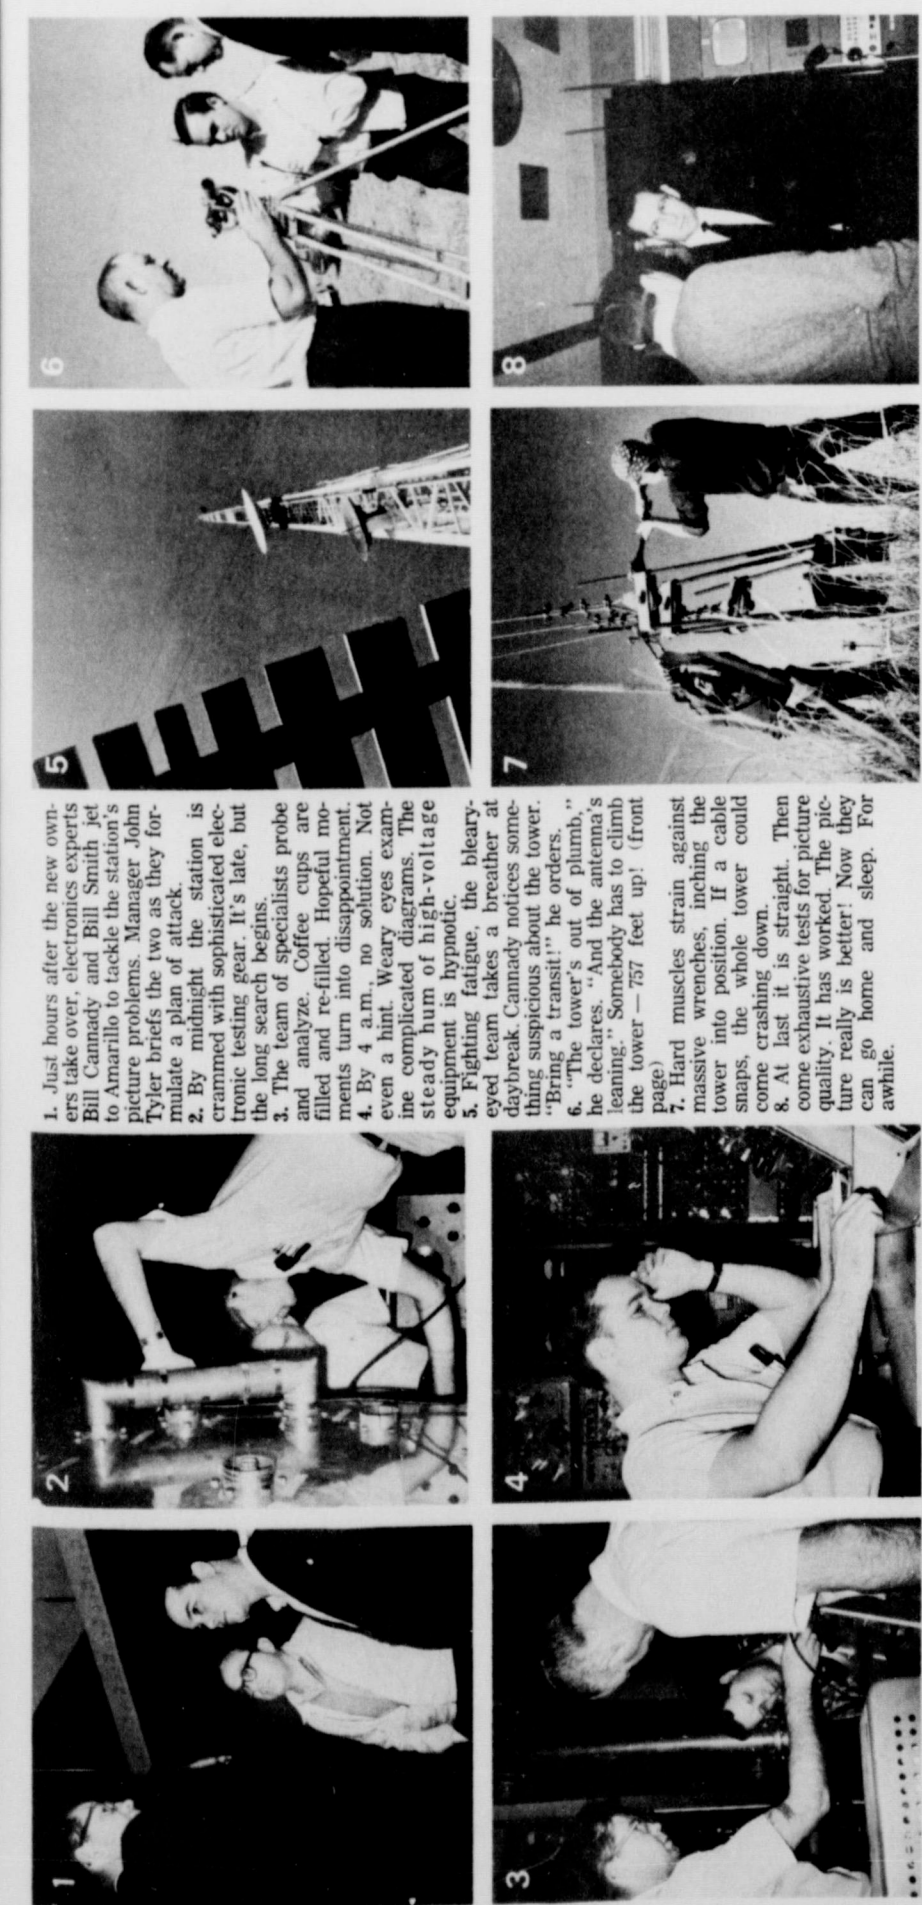 1
2
3
4
1. Just hours after the new own-
ers take over, electronics experts
Bill Cannady and Bill Smith jet
to Amarillo to tackle the station's
picture problems. Manager John
Tyler briefs the two as they for-
mulate a plan of attack.
2. By midnight the station is
crammed with sophisticated elec-
tronic testing gear. It's late, but
the long search begins.
3. The team of specialists probe
and analyze. Coffee cups are
filled and re-filled. Hopeful mo-
ments turn into disappointment.
4. By 4 a.m., no solution. Not
even a hint. Weary eyes exam-
ine complicated diagrams. The
steady hum of high-voltage
equipment is hypnotic.
5. Fighting fatigue, the bleary-
eyed team takes a breather at
daybreak. Cannady notices some-
thing suspicious about the tower.
"Bring a transit!" he orders.
6. "The tower's out of plumb,"
he declares. "And the antenna's
leaning." Somebody has to climb
the tower — 757 feet up! (front
page)
7. Hard muscles strain against
massive wrenches, inching the
tower into position. If a cable
snaps, the whole tower could
come crashing down.
8. At last it is straight. Then
come exhaustive tests for picture
quality. It has worked. The pic-
ture really is better! Now they
can go home and sleep. For
awhile.
5
6
7
8